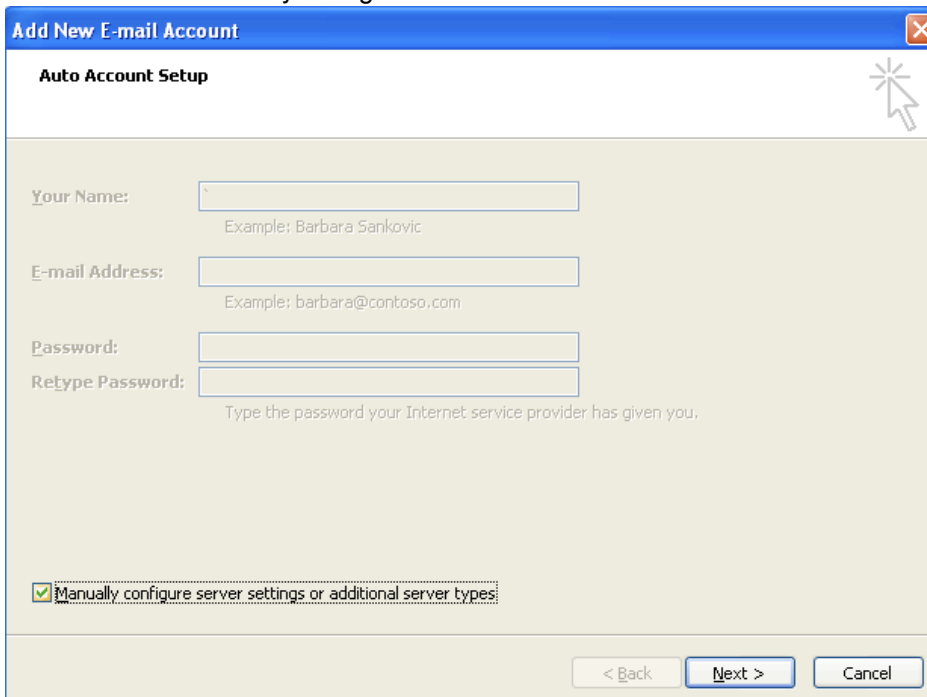 Add New E-mail Account
Auto Account Setup
Your Name:
`
Example: Barbara Sankovic
E-mail Address:
Example: barbara@contoso.com
Password:
Retype Password:
Type the password your Internet service provider has given you.
Manually configure server settings or additional server types
< Back Next > Cancel